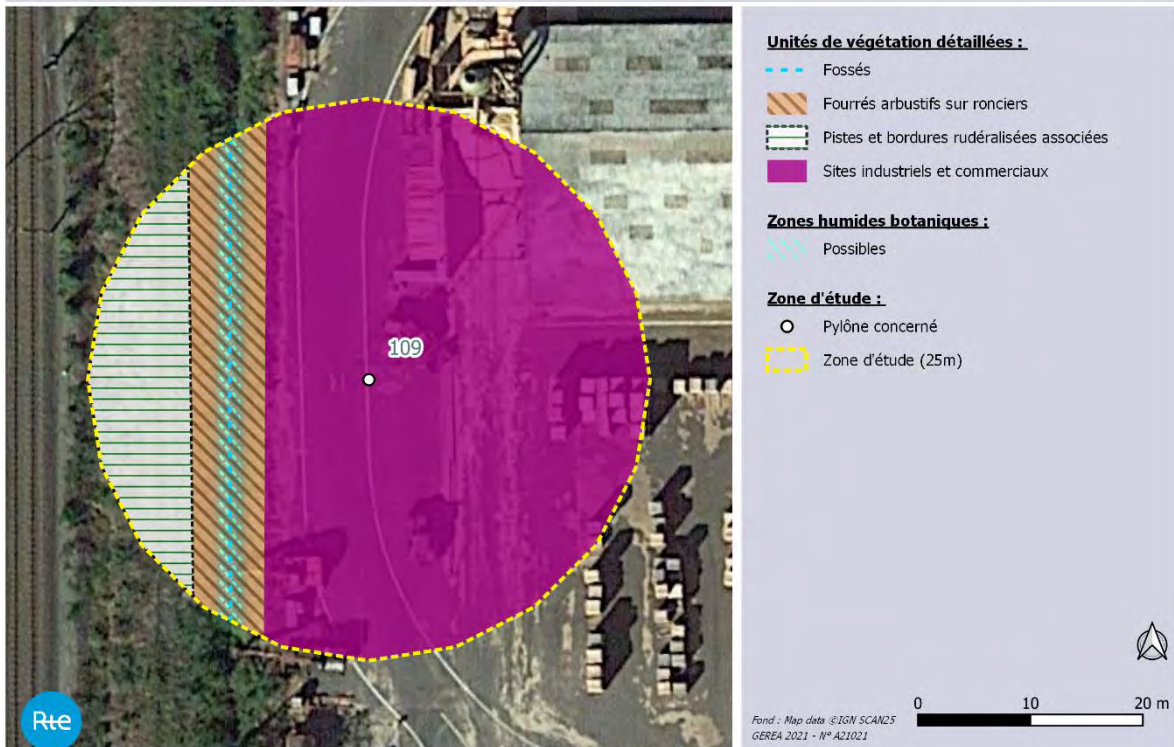 Unités de végétation détaillées :
Fossés
Fourrés arbustifs sur ronciers
Pistes et bordures rudéralisées associées
Sites industriels et commerciaux
Zones humides botaniques :
Possibles
Zone d'étude :
Pylône concerné
Zone d'étude (25m)
109
Rte
Fond : Map data ©IGN SCAN25
GEREA 2021 - N° A21021
0 10 20 m